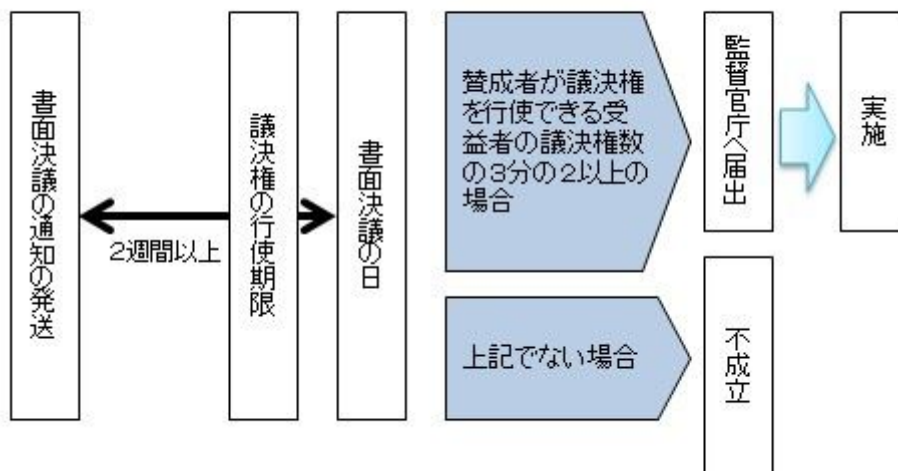 書面決議の通知の発送
2週間以上
議決権の行使期限
書面決議の日
賛成者が議決権
を行使できる受
益者の議決権数
の3分の2以上の
場合
監督官庁へ届出
実施
上記でない場合
不成立